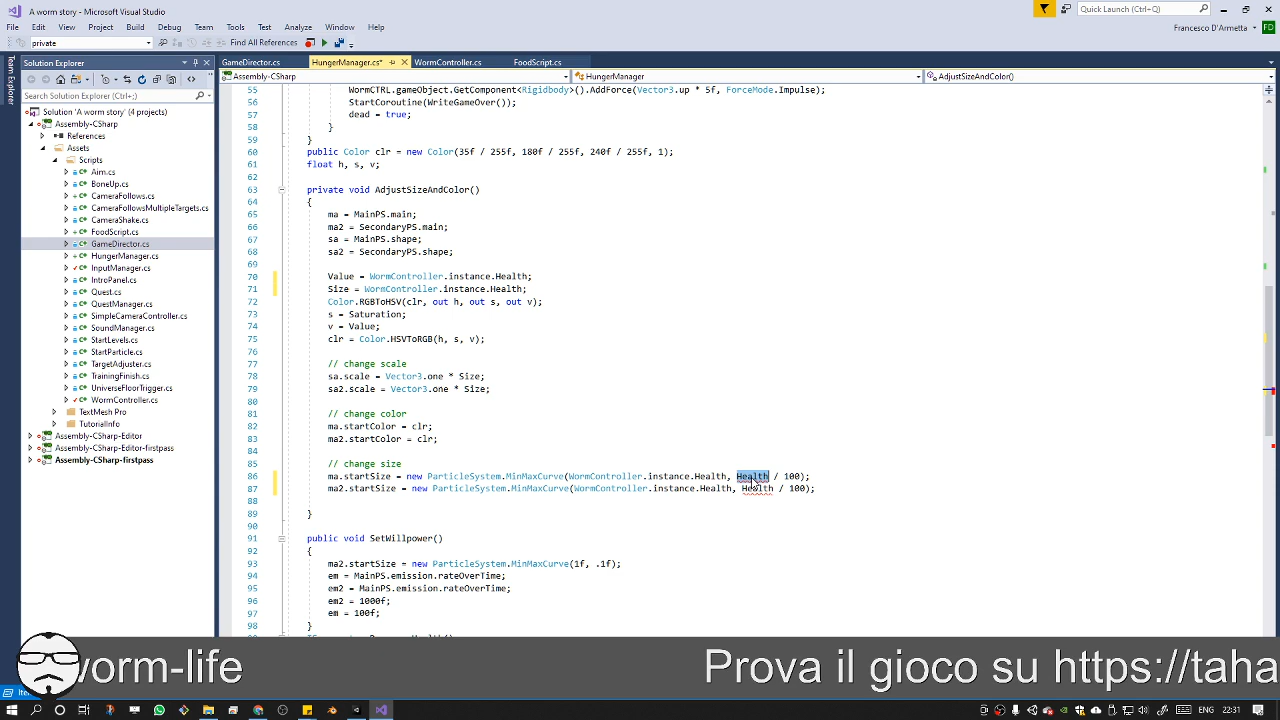 A worm story - Microsoft Visual Studio
Quick Launch (Ctrl+Q)
File Edit View Project Build Debug Team Tools Test Analyze Window Help
Francesco D'Armetta FD
private Find All References
Team Explorer
Solution Explorer
Search Solution Explorer (Ctrl+;)
Solution 'A worm story' (4 projects)
Assembly-CSharp
References
Assets
Scripts
Aim.cs
BoneUp.cs
CameraFollows.cs
CameraFollowsMultipleTargets.cs
CameraShake.cs
FoodScript.cs
GameDirector.cs
HungerManager.cs
InputManager.cs
IntroPanel.cs
Quest.cs
QuestManager.cs
SimpleCameraController.cs
SoundManager.cs
StartLevels.cs
StartParticle.cs
TargetAdjuster.cs
TrainingFinish.cs
UniverseFloorTrigger.cs
WormController.cs
TextMesh Pro
TutorialInfo
Assembly-CSharp-Editor
Assembly-CSharp-Editor-firstpass
Assembly-CSharp-firstpass
GameDirector.cs HungerManager.cs* WormController.cs FoodScript.cs
Assembly-CSharp HungerManager AdjustSizeAndColor()
55 WormCTRL.gameObject.GetComponent<Rigidbody>().AddForce(Vector3.up * 5f, ForceMode.Impulse);
56 StartCoroutine(WriteGameOver());
57 dead = true;
58 }
59 }
60 public Color clr = new Color(35f / 255f, 180f / 255f, 240f / 255f, 1);
61 float h, s, v;
62
63 private void AdjustSizeAndColor()
64 {
65 ma = MainPS.main;
66 ma2 = SecondaryPS.main;
67 sa = MainPS.shape;
68 sa2 = SecondaryPS.shape;
69
70 Value = WormController.instance.Health;
71 Size = WormController.instance.Health;
72 Color.RGBToHSV(clr, out h, out s, out v);
73 s = Saturation;
74 v = Value;
75 clr = Color.HSVToRGB(h, s, v);
76
77 // change scale
78 sa.scale = Vector3.one * Size;
79 sa2.scale = Vector3.one * Size;
80
81 // change color
82 ma.startColor = clr;
83 ma2.startColor = clr;
84
85 // change size
86 ma.startSize = new ParticleSystem.MinMaxCurve(WormController.instance.Health, Health / 100);
87 ma2.startSize = new ParticleSystem.MinMaxCurve(WormController.instance.Health, Health / 100);
88
89 }
90
91 public void SetWillpower()
92 {
93 ma2.startSize = new ParticleSystem.MinMaxCurve(1f, .1f);
94 em = MainPS.emission.rateOverTime;
95 em2 = MainPS.emission.rateOverTime;
96 em2 = 1000f;
97 em = 100f;
98 }
worm-life Prova il gioco su https://taha
ENG 22:31